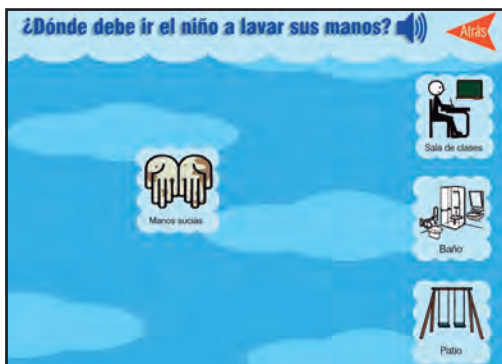 ¿Dónde debe ir el niño a lavar sus manos?
Atrás
Sala de clases
Manos sucias
Baño
Patio